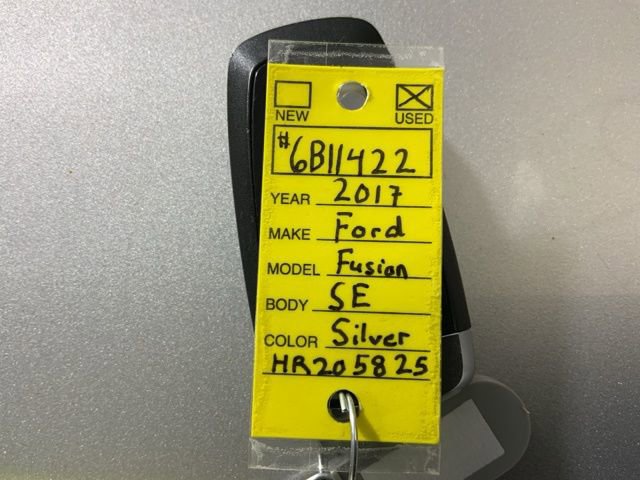 NEW USED
#6B11422
YEAR 2017
MAKE Ford
MODEL Fusion
BODY SE
COLOR Silver
HR205825